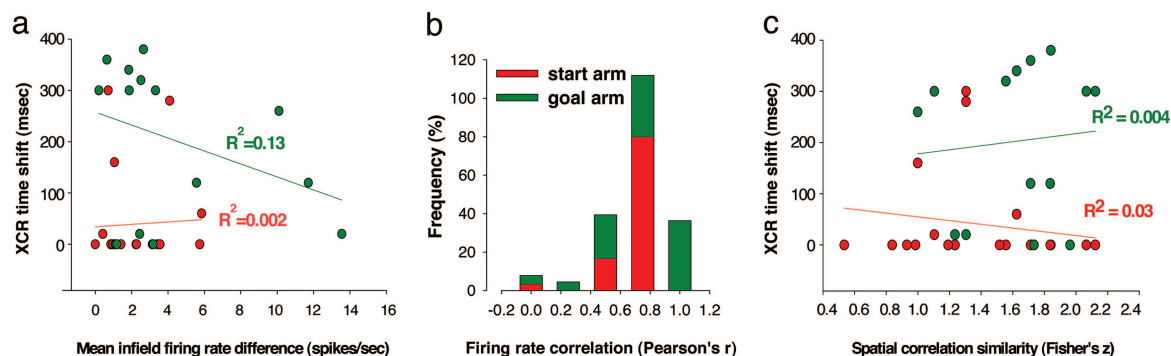 a
XCR time shift (msec)
400
300
200
100
0
R²=0.13
R²=0.002
0 2 4 6 8 10 12 14 16
Mean infield firing rate difference (spikes/sec)
b
Frequency (%)
120
100
80
60
40
20
0
start arm
goal arm
-0.2 0.0 0.2 0.4 0.6 0.8 1.0 1.2
Firing rate correlation (Pearson's r)
c
XCR time shift (msec)
400
300
200
100
0
R²= 0.004
R²= 0.03
0.4 0.6 0.8 1.0 1.2 1.4 1.6 1.8 2.0 2.2 2.4
Spatial correlation similarity (Fisher's z)